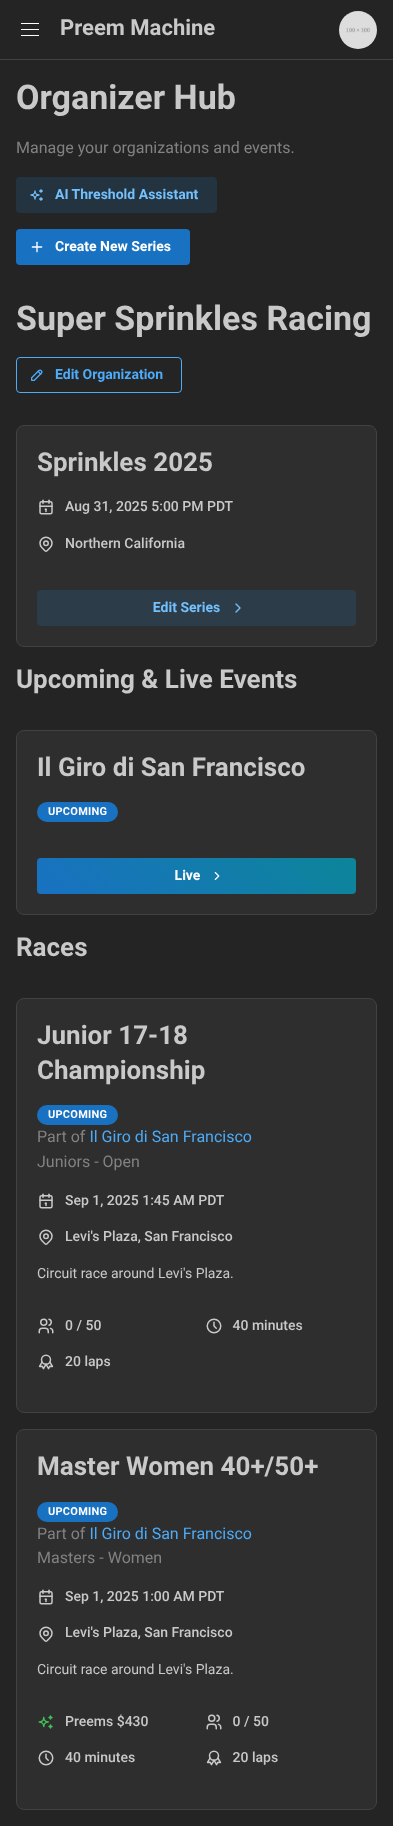 Preem Machine
100 × 100
Organizer Hub
Manage your organizations and events.
AI Threshold Assistant
Create New Series
Super Sprinkles Racing
Edit Organization
Sprinkles 2025
Aug 31, 2025 5:00 PM PDT
Northern California
Edit Series
Upcoming & Live Events
Il Giro di San Francisco
UPCOMING
Live
Races
Junior 17-18
Championship
UPCOMING
Part of Il Giro di San Francisco
Juniors - Open
Sep 1, 2025 1:45 AM PDT
Levi's Plaza, San Francisco
Circuit race around Levi's Plaza.
0 / 50
40 minutes
20 laps
Master Women 40+/50+
UPCOMING
Part of Il Giro di San Francisco
Masters - Women
Sep 1, 2025 1:00 AM PDT
Levi's Plaza, San Francisco
Circuit race around Levi's Plaza.
Preems $430
0 / 50
40 minutes
20 laps